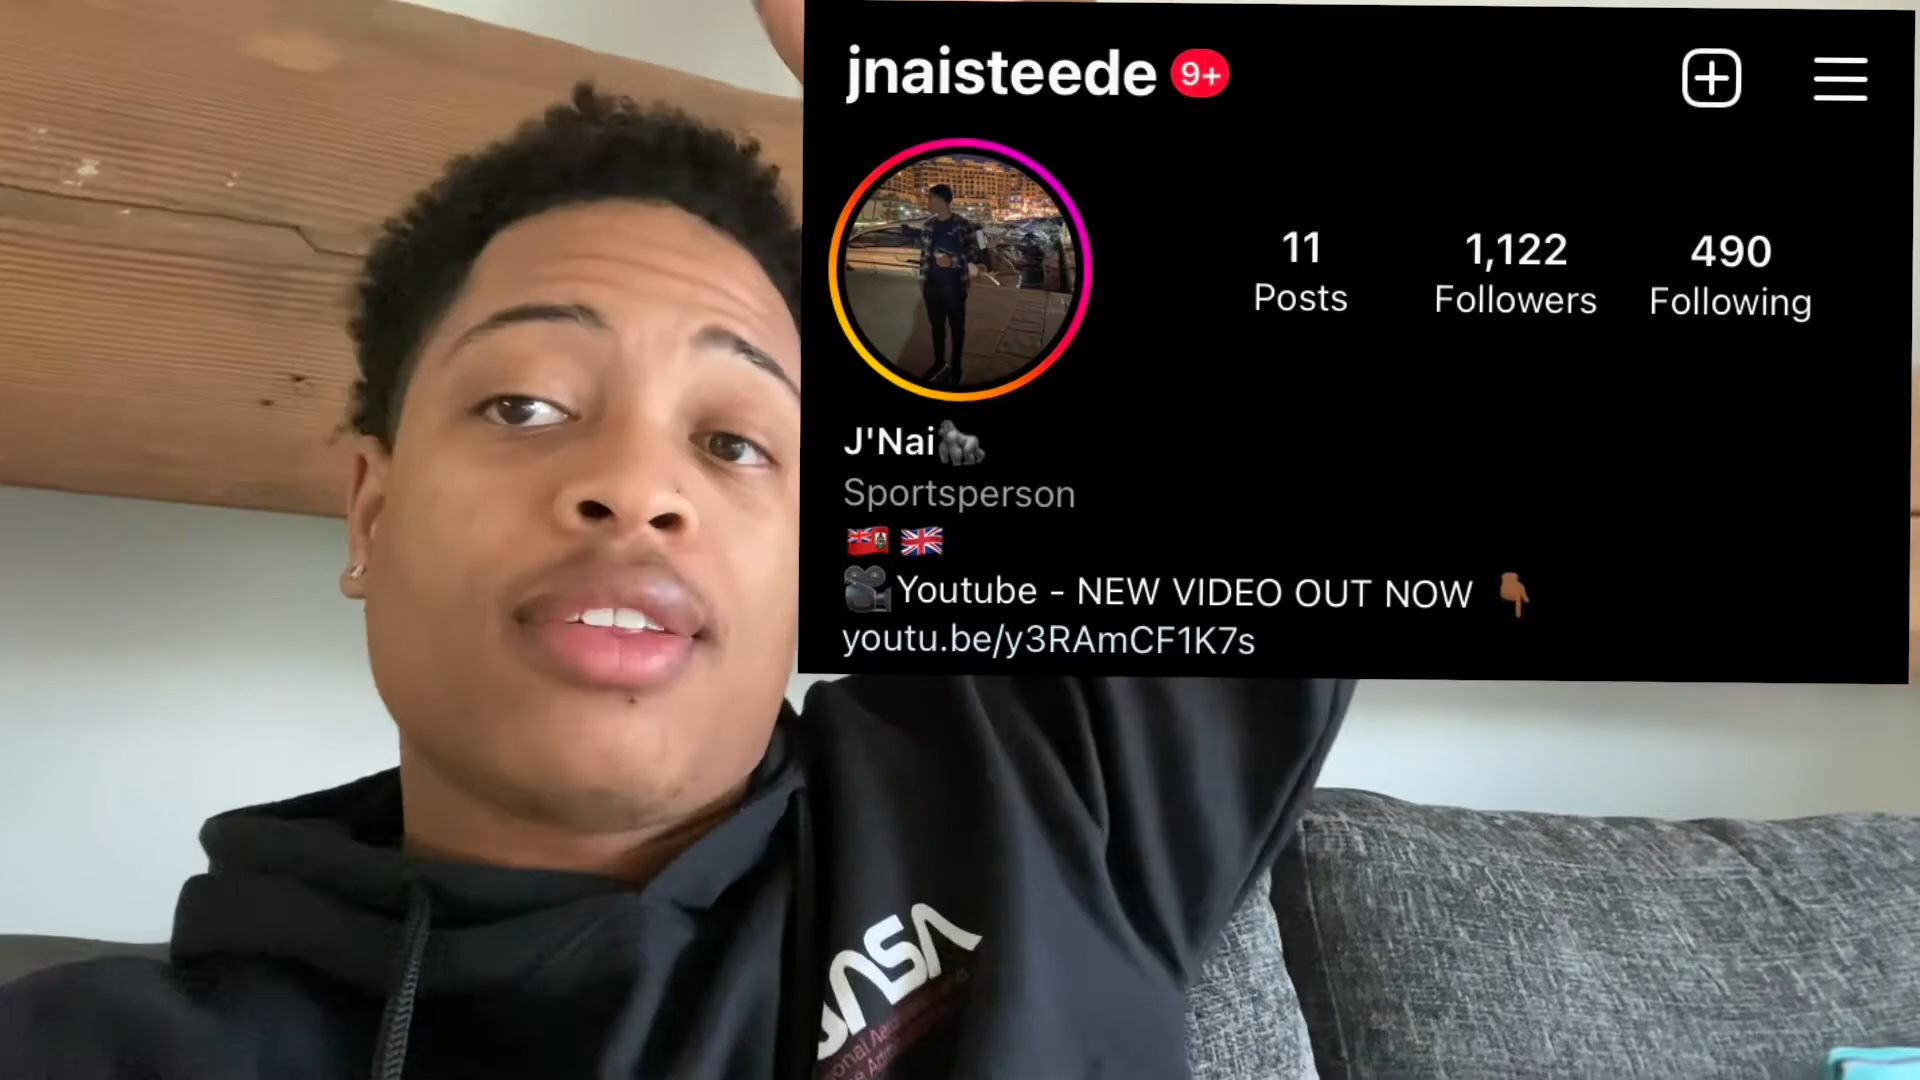 jnaisteede 9+
11 1,122 490
Posts Followers Following
J'Nai🦍
Sportsperson
🇧🇲 🇬🇧
🎥Youtube - NEW VIDEO OUT NOW 👇🏾
youtu.be/y3RAmCF1K7s
NASA